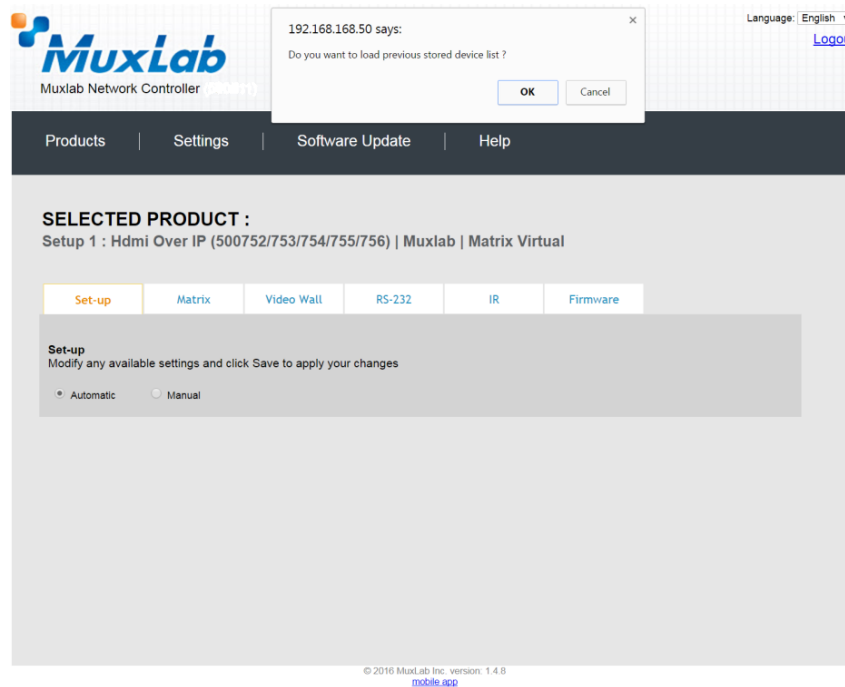 192.168.168.50 says:
Do you want to load previous stored device list ?
OK
Cancel
Language: English
Logou
MuxLab
Muxlab Network Controller
Products
Settings
Software Update
Help
SELECTED PRODUCT :
Setup 1 : Hdmi Over IP (500752/753/754/755/756) | Muxlab | Matrix Virtual
Set-up
Matrix
Video Wall
RS-232
IR
Firmware
Set-up
Modify any available settings and click Save to apply your changes
Automatic
Manual
© 2016 MuxLab Inc. version: 1.4.8
mobile app